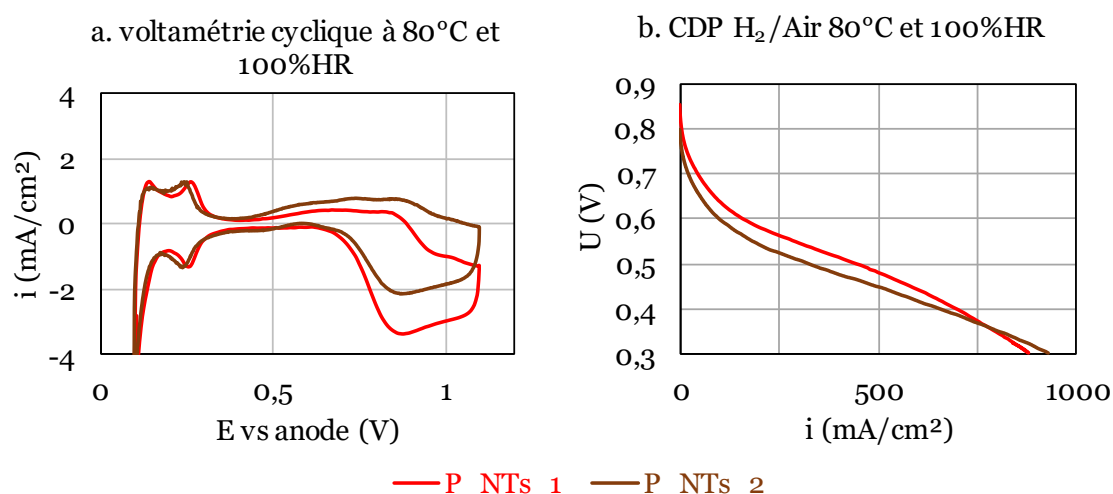 a. voltamétrie cyclique à 80°C et
100%HR
4
2
0
-2
-4
i (mA/cm²)
0
0,5
1
E vs anode (V)
b. CDP H₂/Air 80°C et 100%HR
0,9
0,8
0,7
0,6
0,5
0,4
0,3
U (V)
0
500
1000
i (mA/cm²)
P NTs 1
P NTs 2